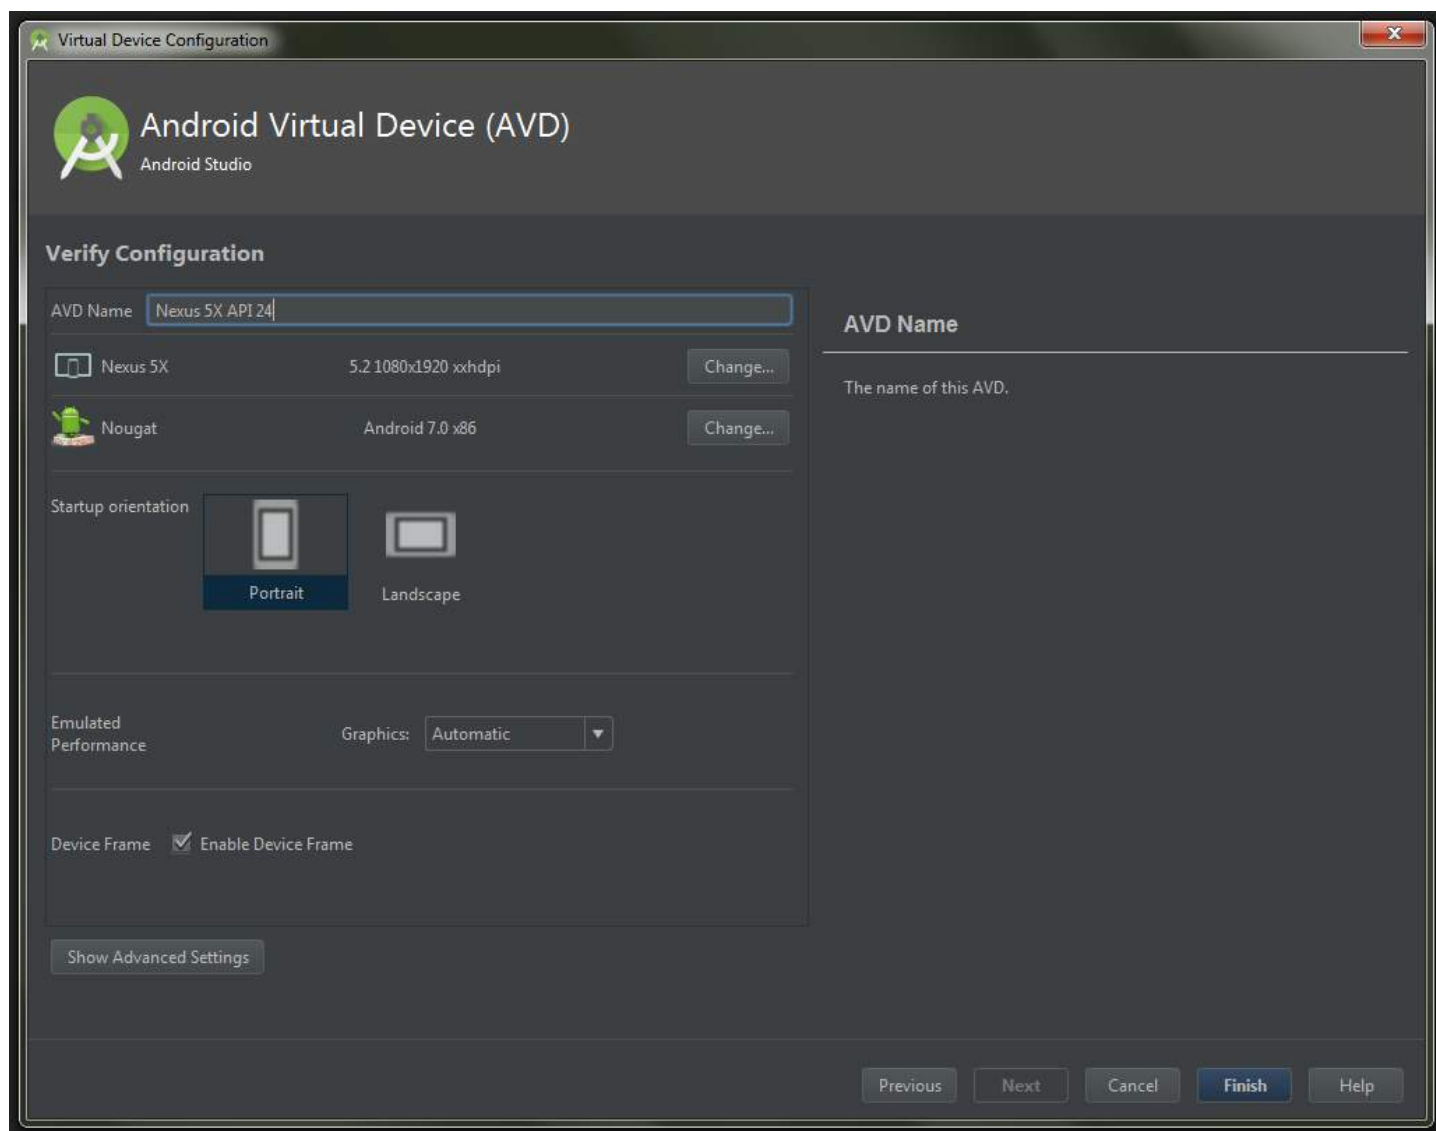 Virtual Device Configuration
Android Virtual Device (AVD)
Android Studio
Verify Configuration
AVD Name Nexus 5X API 24
Nexus 5X 5.2 1080x1920 xxhdpi Change...
Nougat Android 7.0 x86 Change...
Startup orientation
Portrait Landscape
Emulated
Performance
Graphics: Automatic
Device Frame Enable Device Frame
Show Advanced Settings
AVD Name
The name of this AVD.
Previous Next Cancel Finish Help